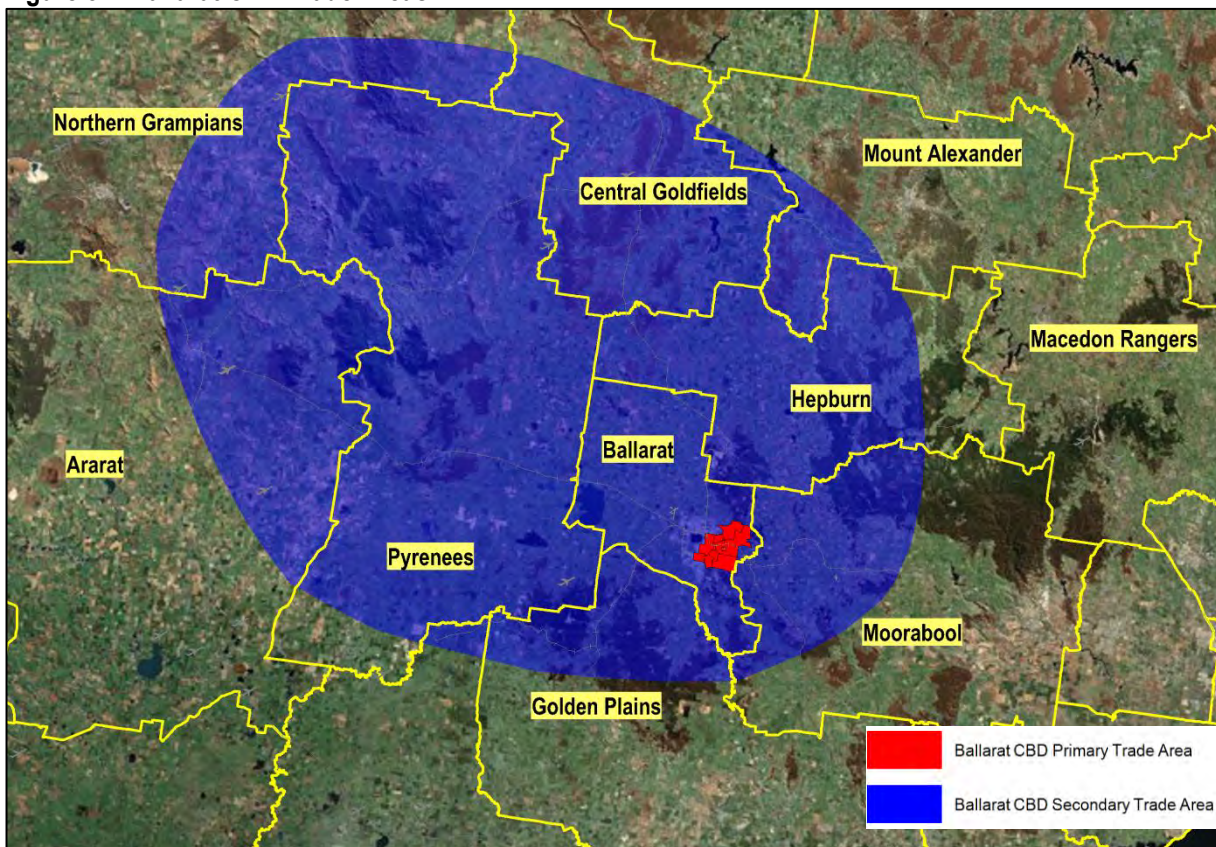 Northern Grampians
Mount Alexander
Central Goldfields
Macedon Rangers
Hepburn
Ballarat
Ararat
Pyrenees
Moorabool
Golden Plains
Ballarat CBD Primary Trade Area
Ballarat CBD Secondary Trade Area